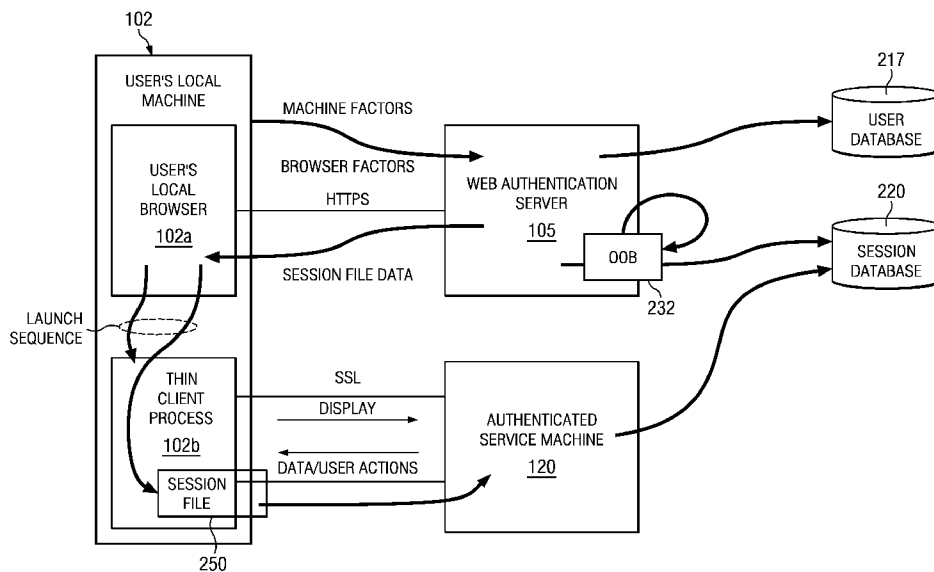 102
USER'S LOCAL
MACHINE
USER'S
LOCAL
BROWSER
102a
LAUNCH
SEQUENCE
THIN
CLIENT
PROCESS
102b
SESSION
FILE
250
MACHINE FACTORS
BROWSER FACTORS
HTTPS
SESSION FILE DATA
SSL
DISPLAY
DATA/USER ACTIONS
WEB AUTHENTICATION
SERVER
105
OOB
232
AUTHENTICATED
SERVICE MACHINE
120
217
USER
DATABASE
220
SESSION
DATABASE